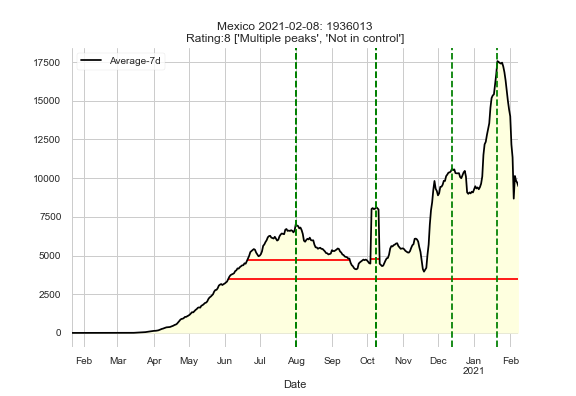 Mexico 2021-02-08: 1936013
Rating:8 ['Multiple peaks', 'Not in control']
Average-7d
17500
15000
12500
10000
7500
5000
2500
0
Feb Mar Apr May Jun Jul Aug Sep Oct Nov Dec Jan Feb
2021
Date